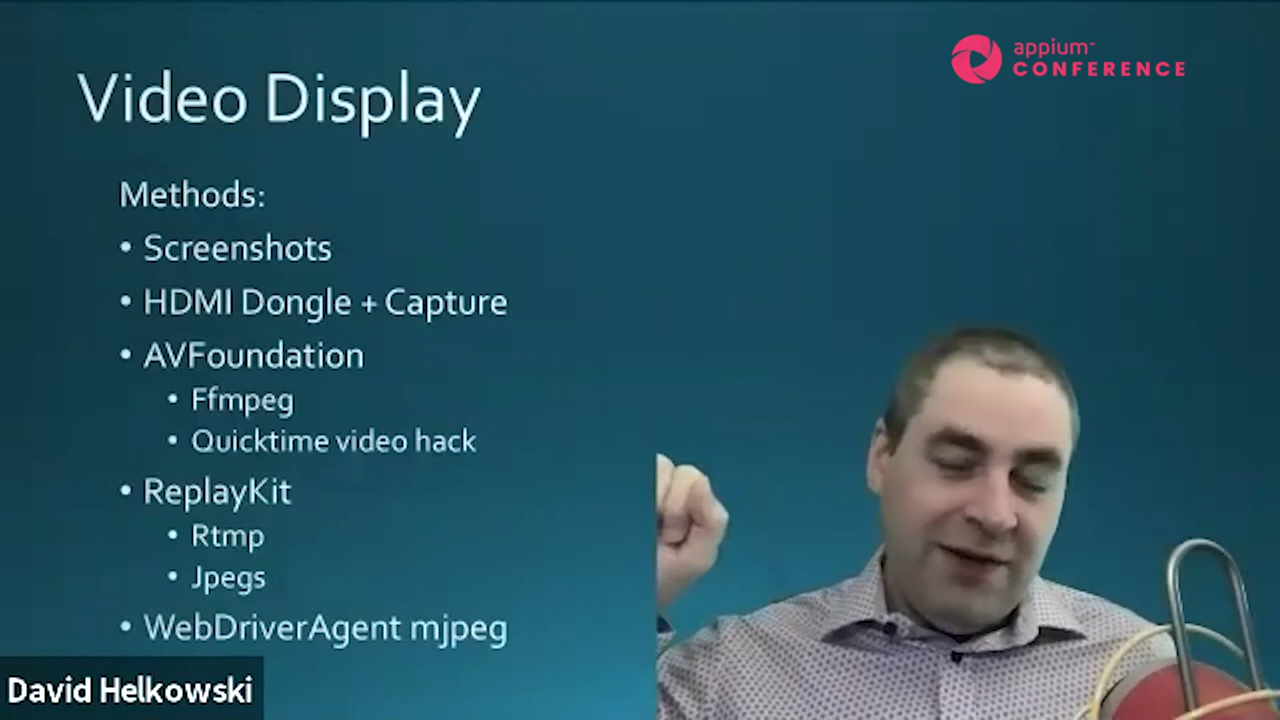 appium™
CONFERENCE
Video Display
Methods:
• Screenshots
• HDMI Dongle + Capture
• AVFoundation
• Ffmpeg
• Quicktime video hack
• ReplayKit
• Rtmp
• Jpegs
• WebDriverAgent mjpeg
David Helkowski